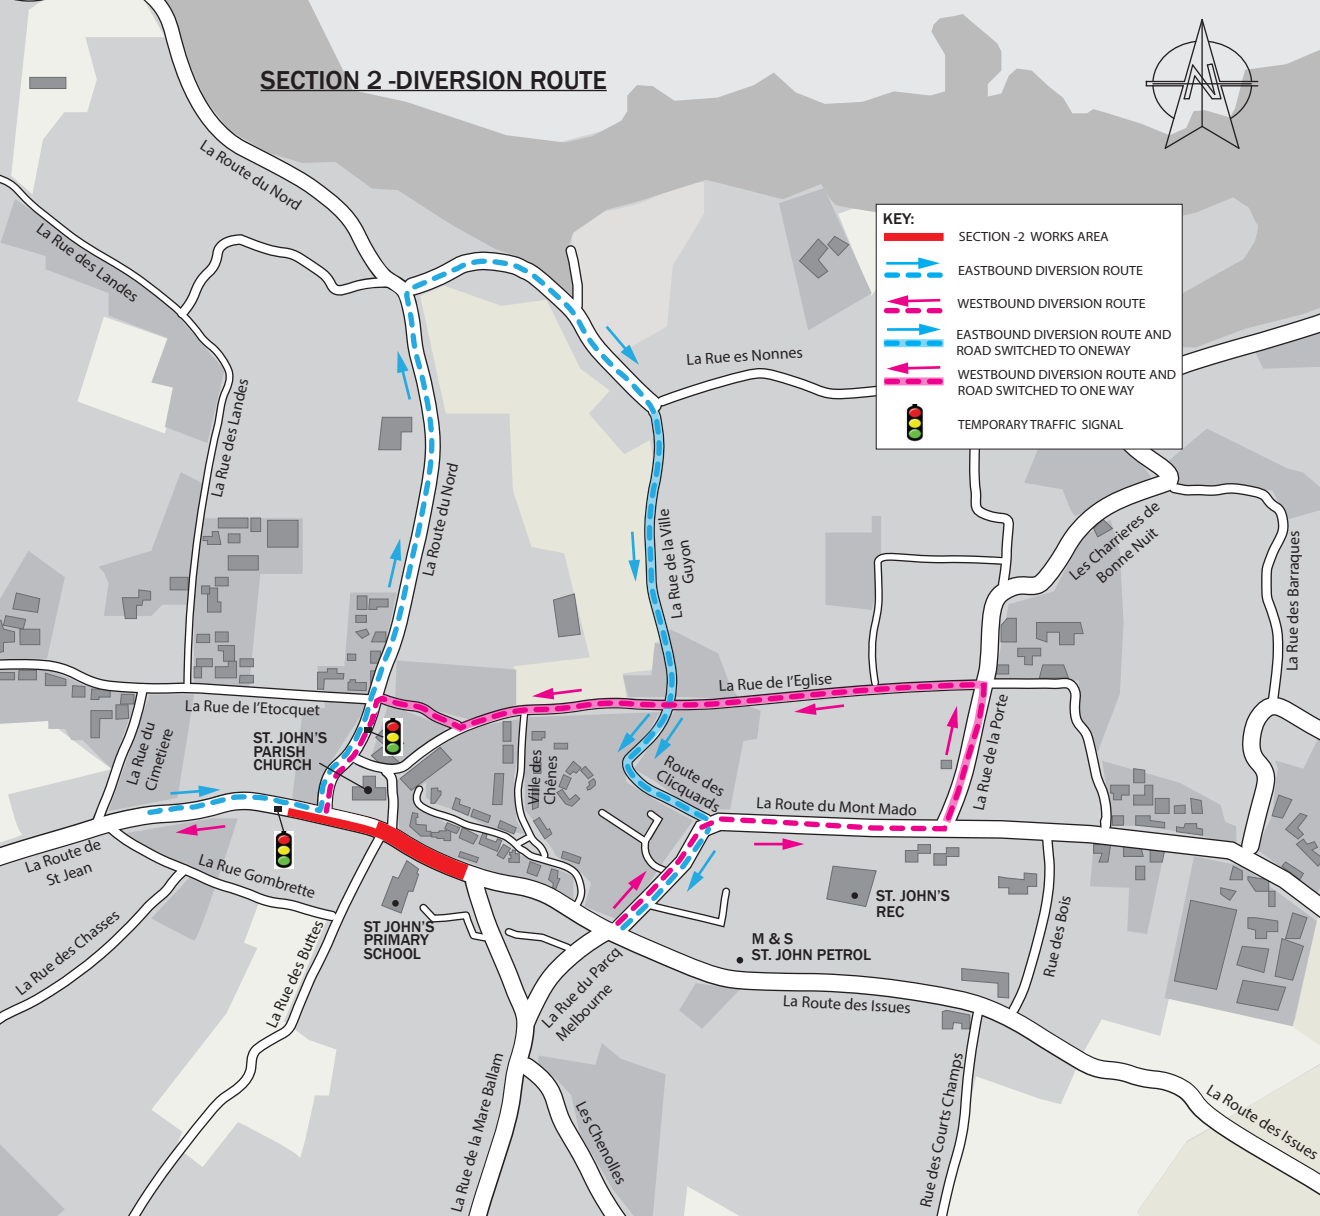 SECTION 2 -DIVERSION ROUTE
N
La Route du Nord
La Rue des Landes
KEY:
SECTION -2 WORKS AREA
EASTBOUND DIVERSION ROUTE
WESTBOUND DIVERSION ROUTE
EASTBOUND DIVERSION ROUTE AND
ROAD SWITCHED TO ONEWAY
WESTBOUND DIVERSION ROUTE AND
ROAD SWITCHED TO ONE WAY
TEMPORARY TRAFFIC SIGNAL
La Rue es Nonnes
La Rue des Landes
La Route du Nord
La Rue de la Ville
Guyon
Les Charrieres de
Bonne Nuit
La Rue des Barraques
La Rue de l'Eglise
La Rue de l'Etocquet
La Rue du
Cimetiere
ST. JOHN'S
PARISH
CHURCH
Ville des
Chênes
Route des
Clicquards
La Rue de la Porte
La Route du Mont Mado
La Route de
St Jean
La Rue Gombrette
La Rue des Chasses
La Rue des Buttes
ST JOHN'S
PRIMARY
SCHOOL
ST. JOHN'S
REC
M & S
ST. JOHN PETROL
Rue des Bois
La Rue du Parcq
Melbourne
La Route des Issues
La Rue de la Mare Ballam
Les Chenolles
Rue des Courts Champs
La Route des Issues